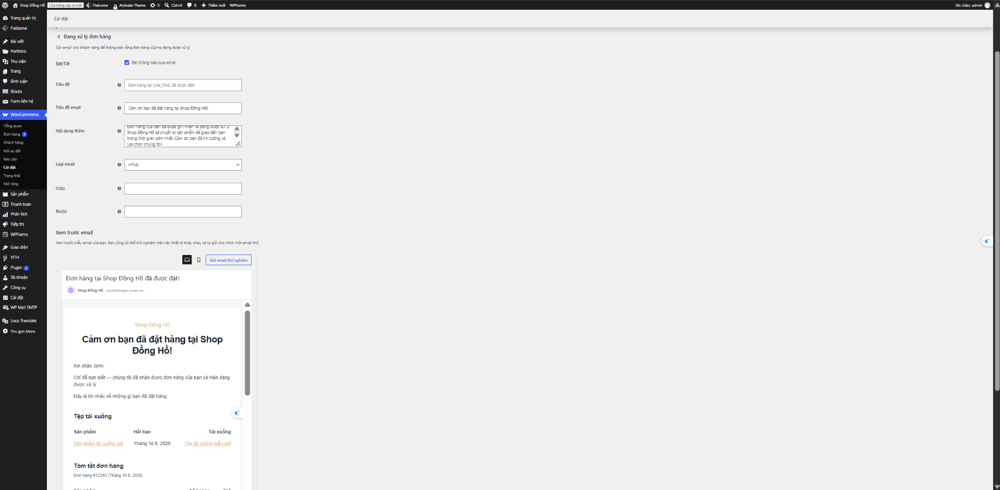 Shop Đồng Hồ Cửa hàng sắp ra mắt Flatsome Activate Theme 5 Ctrl+K 0 Thêm mới WPForms Xin chào, admin
Trang quản trị
Flatsome
Bài viết
Portfolio
Thư viện
Trang
Bình luận
Blocks
Form liên hệ
WooCommerce
Tổng quan
Đơn hàng 1
Khách hàng
Mã ưu đãi
Báo cáo
Cài đặt
Trạng thái
Mở rộng
Sản phẩm
Thanh toán
Phân tích
Tiếp thị
WPForms
Giao diện
YITH
Plugin 3
Tài khoản
Công cụ
Cài đặt
WP Mail SMTP
Loco Translate
Thu gọn Menu
Cài đặt
Đang xử lý đơn hàng
Gửi email cho khách hàng để thông báo rằng đơn hàng của họ đang được xử lý
Bật/Tắt
Bật thông báo qua email
Tiêu đề
Đơn hàng tại {site_title} đã được đặt!
Tiêu đề email
Cảm ơn bạn đã đặt hàng tại Shop Đồng Hồ!
Nội dung thêm
Đơn hàng của bạn đã được ghi nhận và đang được xử lý.
Shop Đồng Hồ sẽ chuẩn bị sản phẩm để giao đến bạn
trong thời gian sớm nhất. Cảm ơn bạn đã tin tưởng và
lựa chọn chúng tôi!
Loại email
HTML
Cc(s)
Bcc(s)
Xem trước email
Xem trước mẫu email của bạn. Bạn cũng có thể thử nghiệm trên các thiết bị khác nhau và tự gửi cho mình một email thử.
Gửi email thử nghiệm
Đơn hàng tại Shop Đồng Hồ đã được đặt!
Shop Đồng Hồ <24520666@gm.uit.edu.vn>
Shop Đồng Hồ
Cảm ơn bạn đã đặt hàng tại Shop
Đồng Hồ!
Xin chào John,
Chỉ để bạn biết — chúng tôi đã nhận được đơn hàng của bạn và hiện đang
được xử lý.
Đây là lời nhắc về những gì bạn đã đặt hàng:
Tệp tải xuống
Sản phẩm Hết hạn Tải xuống
Sản phẩm tải xuống giả Tháng 10 8, 2026 Tệp tải xuống mẫu.pdf
Tóm tắt đơn hàng
Đơn hàng #12345 (Tháng 10 8, 2026)
Sản phẩm Số lượng Giá